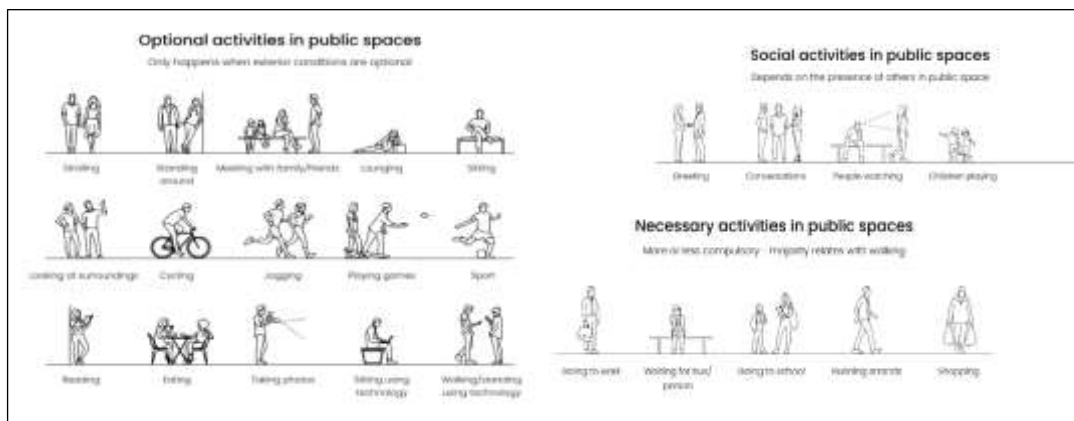 Optional activities in public spaces
Only happens when exterior conditions are optional
Strolling
Standing
around
Meeting with family/friends
Lounging
Sitting
Looking at surroundings
Cycling
Jogging
Playing games
Sport
Reading
Eating
Taking photos
Sitting using
technology
Walking/standing
using technology
Social activities in public spaces
Depends on the presence of others in public space
Greeting
Conversations
People watching
Children playing
Necessary activities in public spaces
More or less compulsory - majority relates with walking
Going to work
Waiting for bus/
person
Going to school
Running errands
Shopping